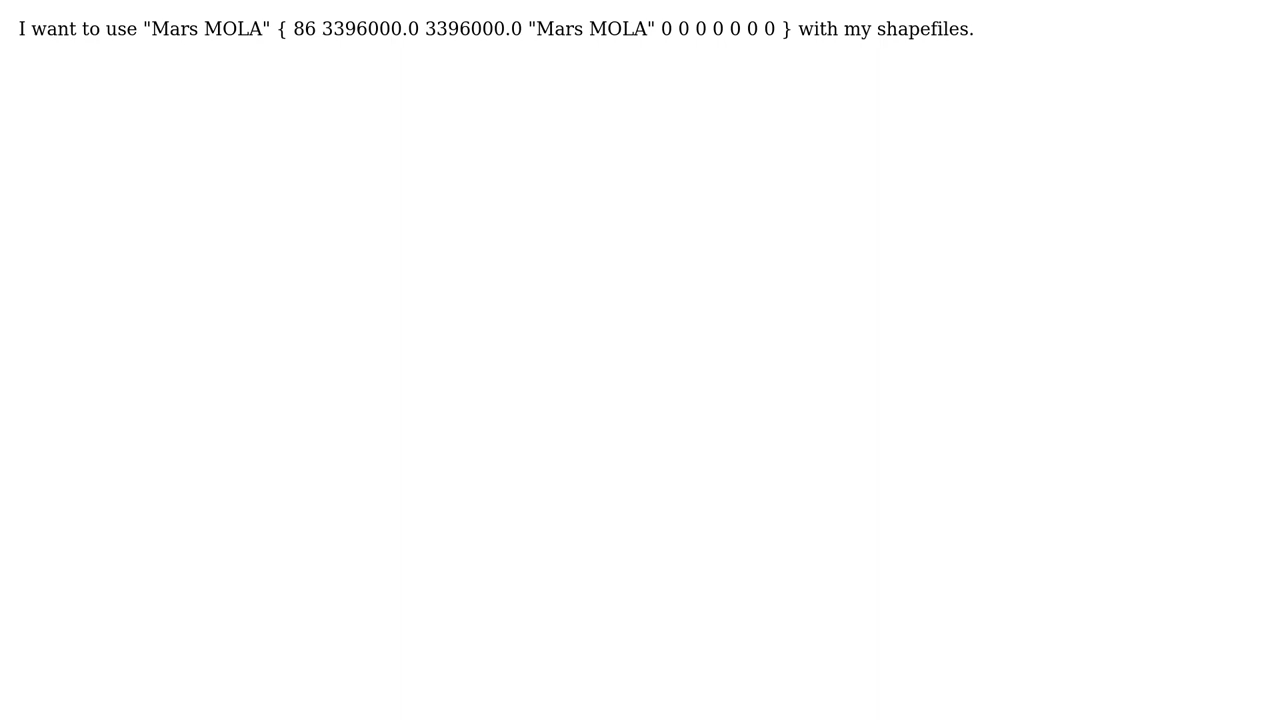 I want to use "Mars MOLA" { 86 3396000.0 3396000.0 "Mars MOLA" 0 0 0 0 0 0 0 } with my shapefiles.